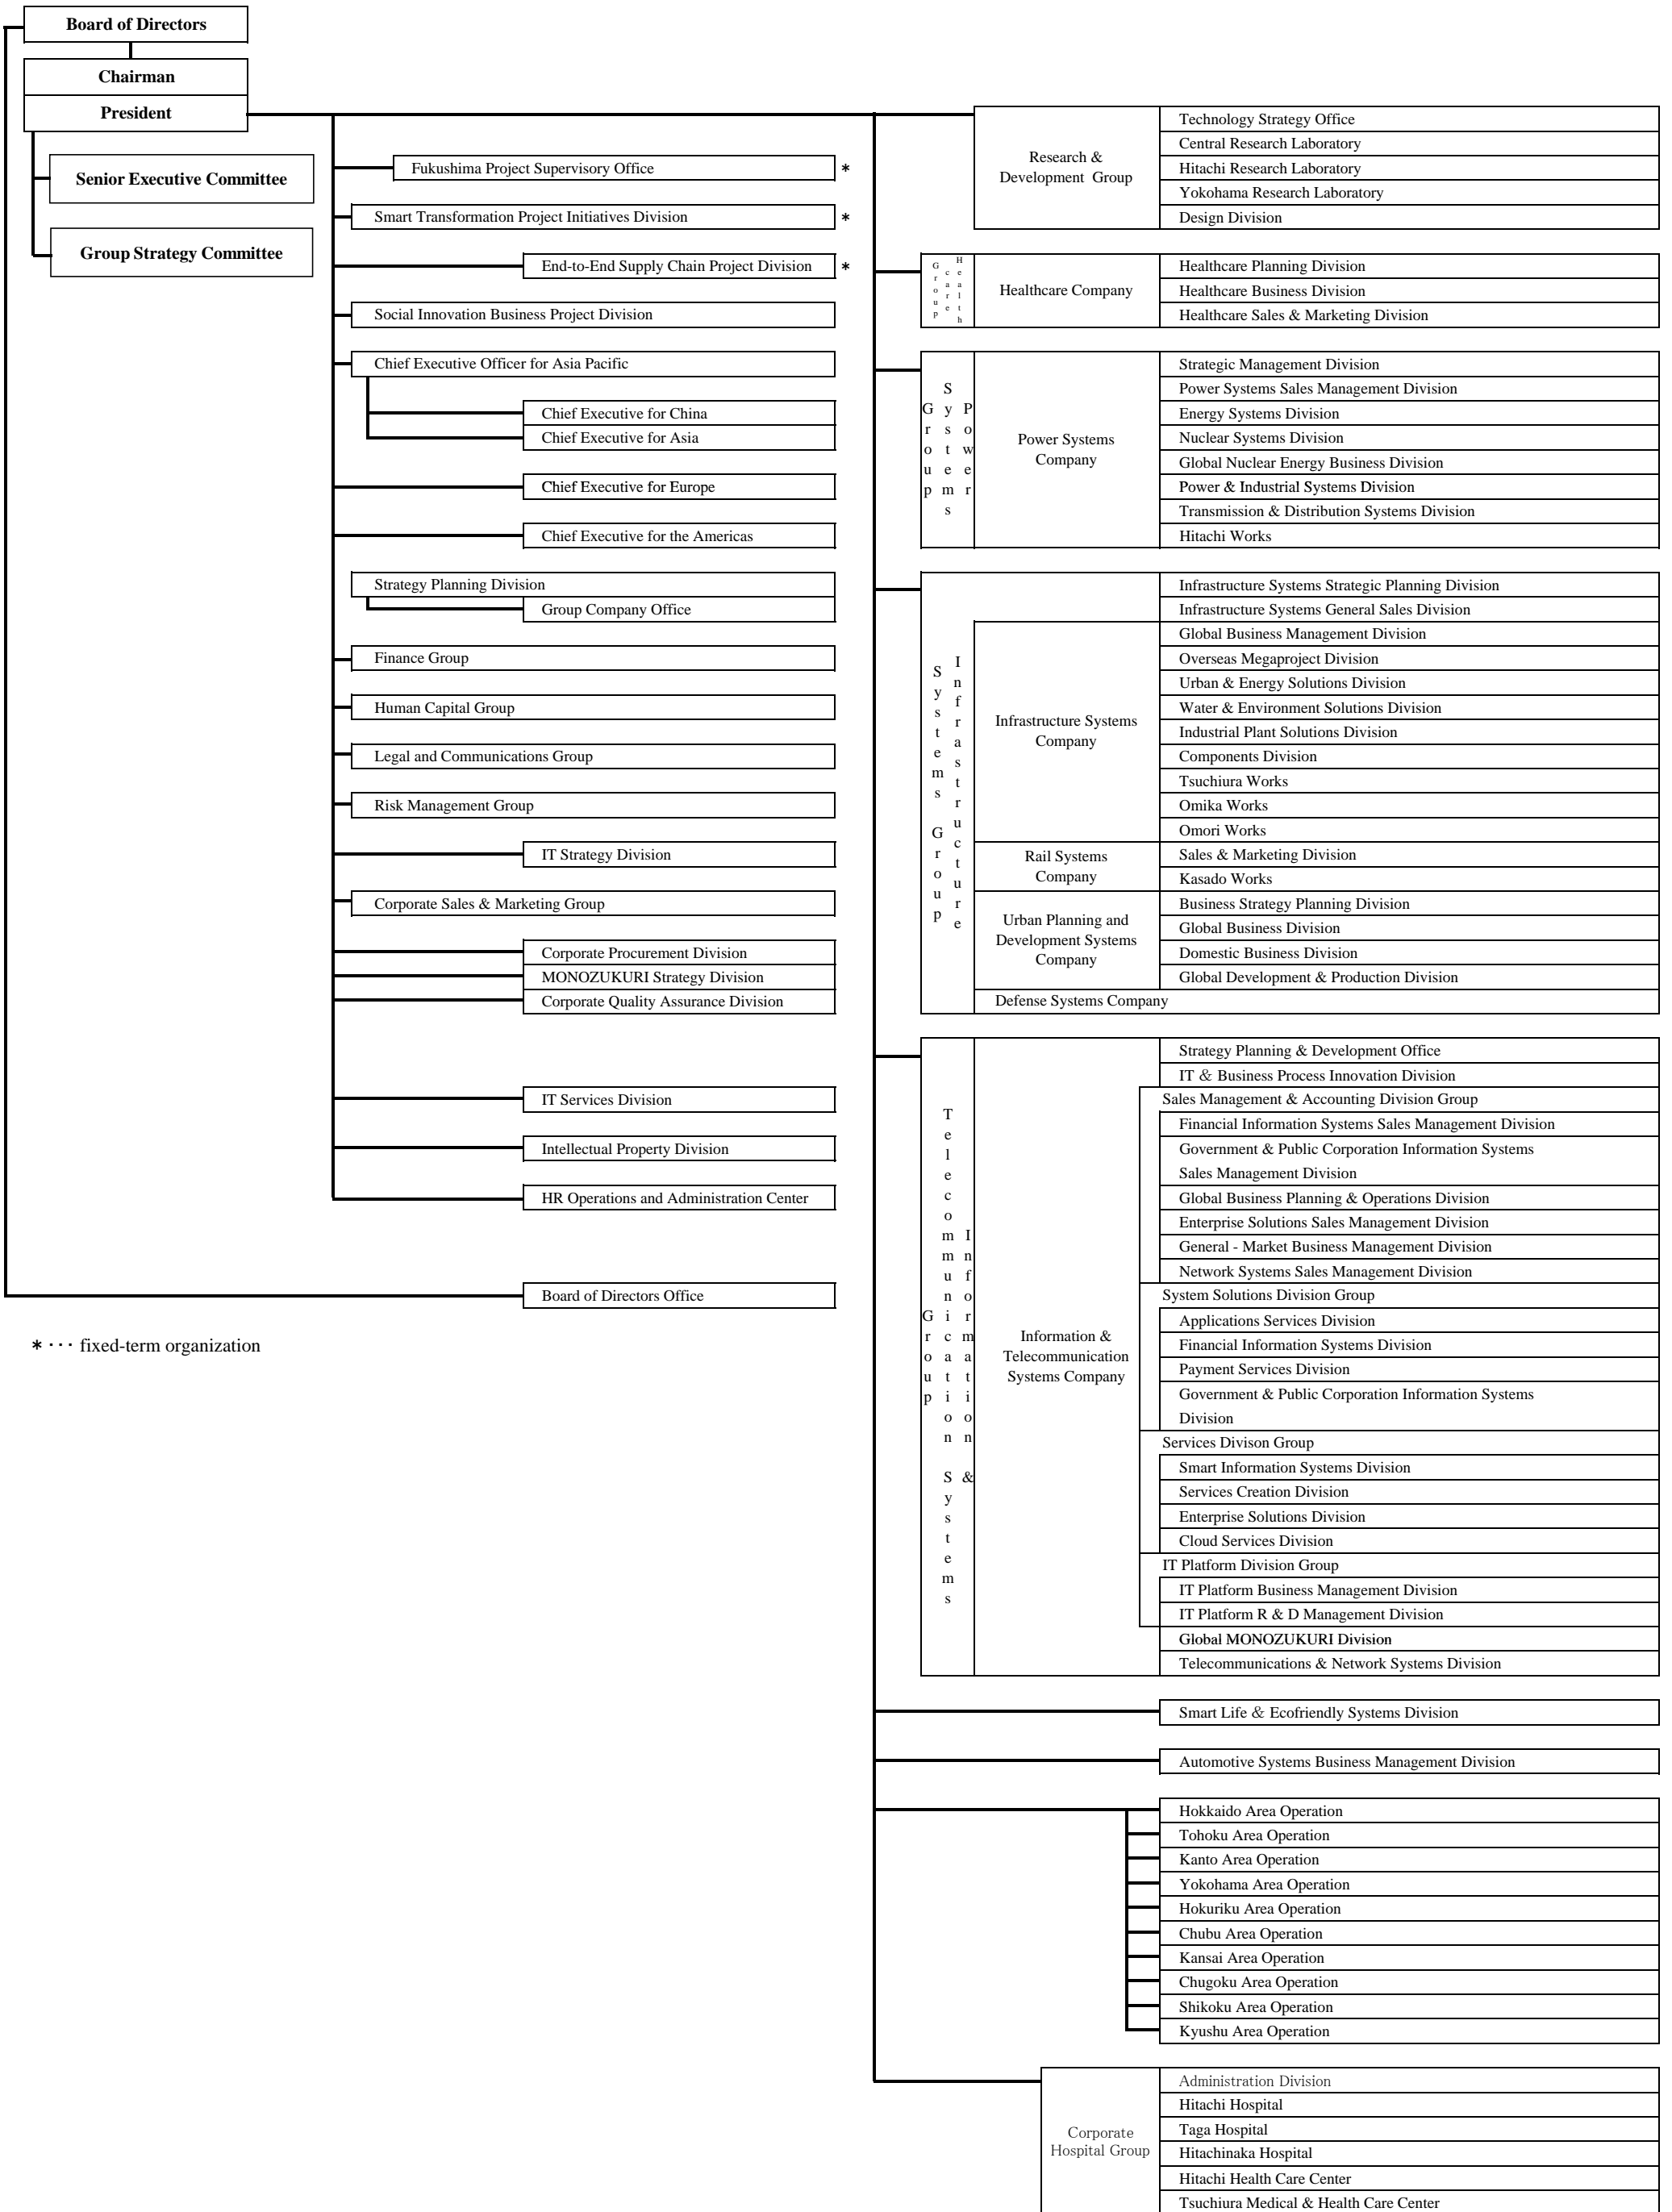 Board of Directors
Chairman
President
Senior Executive Committee
Group Strategy Committee
Fukushima Project Supervisory Office *
Smart Transformation Project Initiatives Division *
End-to-End Supply Chain Project Division *
Social Innovation Business Project Division
Chief Executive Officer for Asia Pacific
Chief Executive for China
Chief Executive for Asia
Chief Executive for Europe
Chief Executive for the Americas
Strategy Planning Division
Group Company Office
Finance Group
Human Capital Group
Legal and Communications Group
Risk Management Group
IT Strategy Division
Corporate Sales & Marketing Group
Corporate Procurement Division
MONOZUKURI Strategy Division
Corporate Quality Assurance Division
IT Services Division
Intellectual Property Division
HR Operations and Administration Center
Board of Directors Office
* ･･･ fixed-term organization
Research &
Development Group
Technology Strategy Office
Central Research Laboratory
Hitachi Research Laboratory
Yokohama Research Laboratory
Design Division
Health
care
Group
Healthcare Company
Healthcare Planning Division
Healthcare Business Division
Healthcare Sales & Marketing Division
Power
Systems
Group
Power Systems
Company
Strategic Management Division
Power Systems Sales Management Division
Energy Systems Division
Nuclear Systems Division
Global Nuclear Energy Business Division
Power & Industrial Systems Division
Transmission & Distribution Systems Division
Hitachi Works
Infrastructure
Systems Group
Infrastructure Systems Strategic Planning Division
Infrastructure Systems General Sales Division
Infrastructure Systems
Company
Global Business Management Division
Overseas Megaproject Division
Urban & Energy Solutions Division
Water & Environment Solutions Division
Industrial Plant Solutions Division
Components Division
Tsuchiura Works
Omika Works
Omori Works
Rail Systems
Company
Sales & Marketing Division
Kasado Works
Urban Planning and
Development Systems
Company
Business Strategy Planning Division
Global Business Division
Domestic Business Division
Global Development & Production Division
Defense Systems Company
Information &
Telecommunication Systems
Group
Information &
Telecommunication
Systems Company
Strategy Planning & Development Office
IT & Business Process Innovation Division
Sales Management & Accounting Division Group
Financial Information Systems Sales Management Division
Government & Public Corporation Information Systems
Sales Management Division
Global Business Planning & Operations Division
Enterprise Solutions Sales Management Division
General - Market Business Management Division
Network Systems Sales Management Division
System Solutions Division Group
Applications Services Division
Financial Information Systems Division
Payment Services Division
Government & Public Corporation Information Systems
Division
Services Divison Group
Smart Information Systems Division
Services Creation Division
Enterprise Solutions Division
Cloud Services Division
IT Platform Division Group
IT Platform Business Management Division
IT Platform R & D Management Division
Global MONOZUKURI Division
Telecommunications & Network Systems Division
Smart Life & Ecofriendly Systems Division
Automotive Systems Business Management Division
Hokkaido Area Operation
Tohoku Area Operation
Kanto Area Operation
Yokohama Area Operation
Hokuriku Area Operation
Chubu Area Operation
Kansai Area Operation
Chugoku Area Operation
Shikoku Area Operation
Kyushu Area Operation
Corporate
Hospital Group
Administration Division
Hitachi Hospital
Taga Hospital
Hitachinaka Hospital
Hitachi Health Care Center
Tsuchiura Medical & Health Care Center